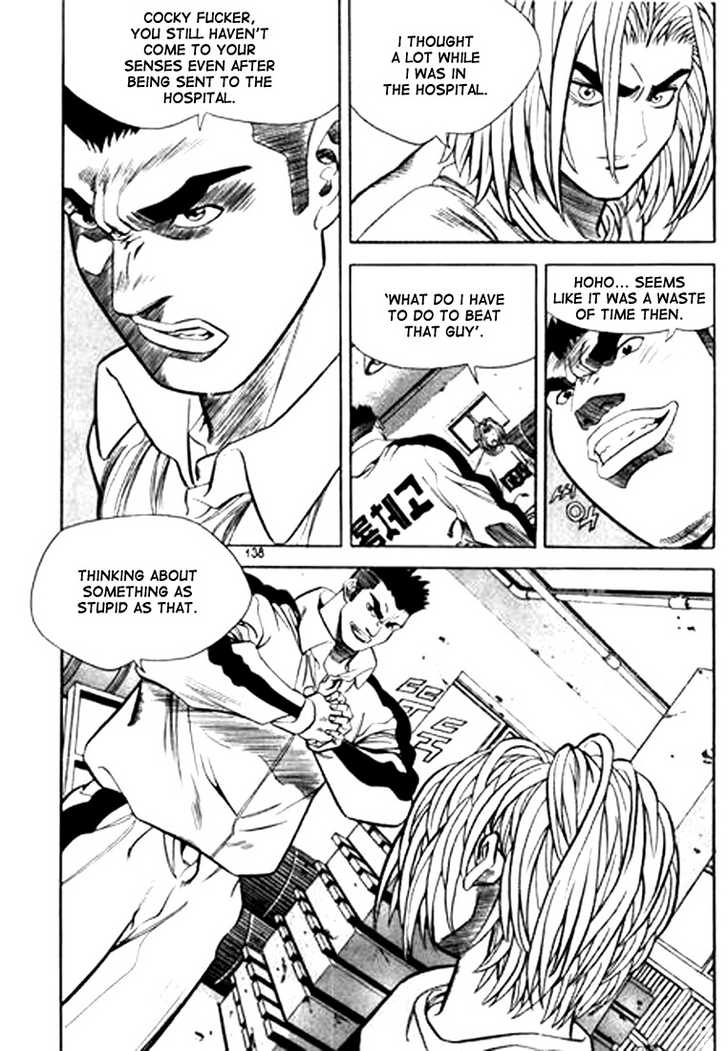 COCKY FUCKER,
YOU STILL HAVEN'T
COME TO YOUR
SENSES EVEN AFTER
BEING SENT TO THE
HOSPITAL.
I THOUGHT
A LOT WHILE
I WAS IN
THE HOSPITAL.
'WHAT DO I HAVE
TO DO TO BEAT
THAT GUY'.
HOHO... SEEMS
LIKE IT WAS A WASTE
OF TIME THEN.
138
THINKING ABOUT
SOMETHING AS
STUPID AS THAT.